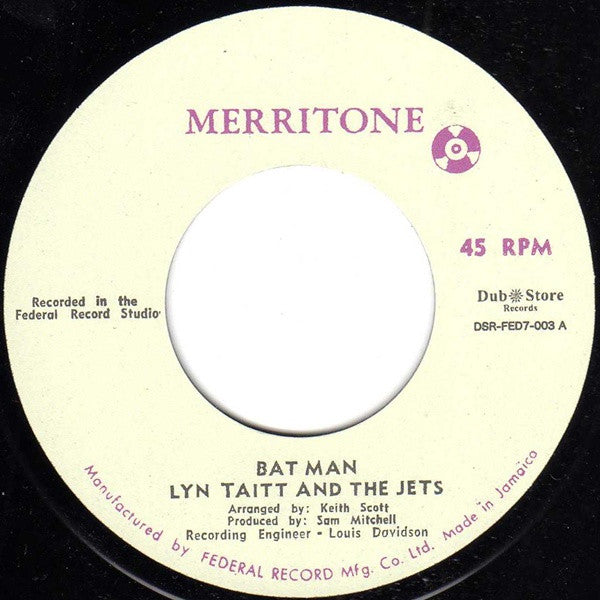 MERRITONE
45 RPM
Recorded in the
Federal Record Studio
Dub Store
Records
DSR-FED7-003 A
BAT MAN
LYN TAITT AND THE JETS
Arranged by: Keith Scott
Produced by: Sam Mitchell
Recording Engineer - Louis Davidson
Manufactured by FEDERAL RECORD Mfg. Co. Ltd. Made in Jamaica